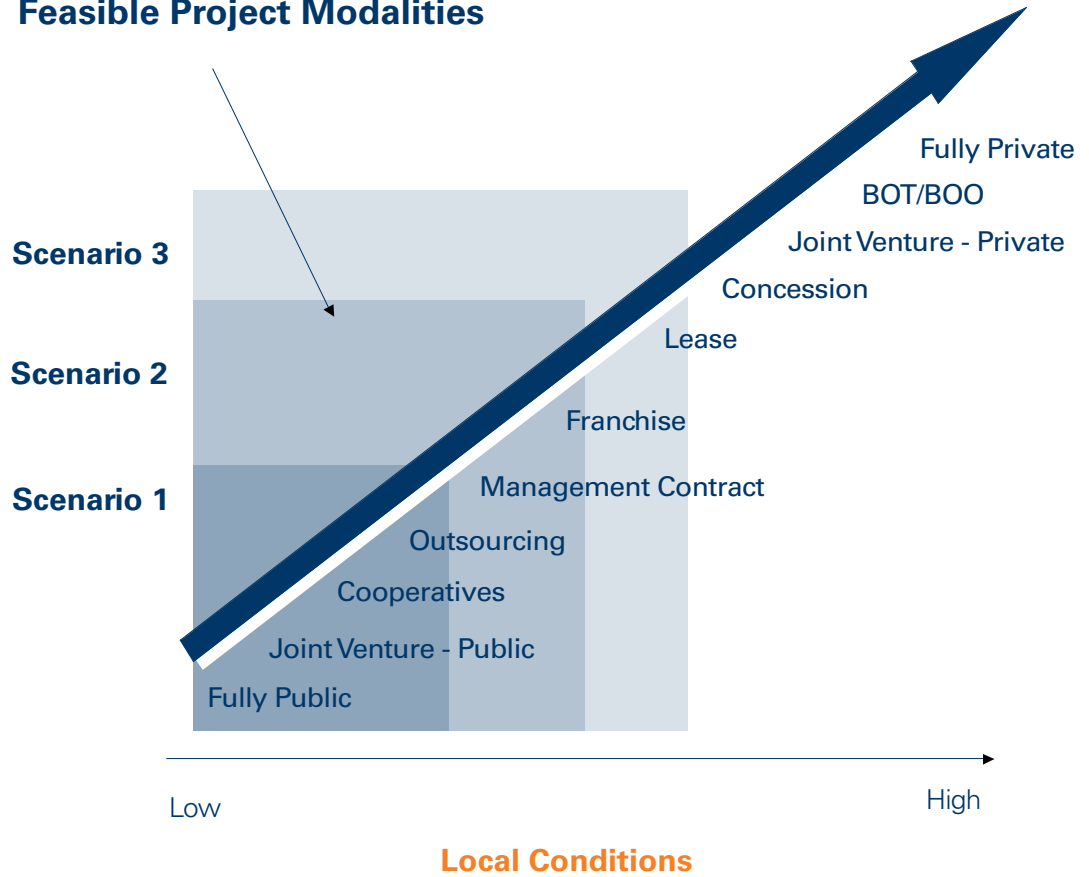 Feasible Project Modalities
Fully Private
BOT/BOO
Joint Venture - Private
Scenario 3
Concession
Lease
Scenario 2
Franchise
Management Contract
Scenario 1
Outsourcing
Cooperatives
Joint Venture - Public
Fully Public
Low
High
Local Conditions